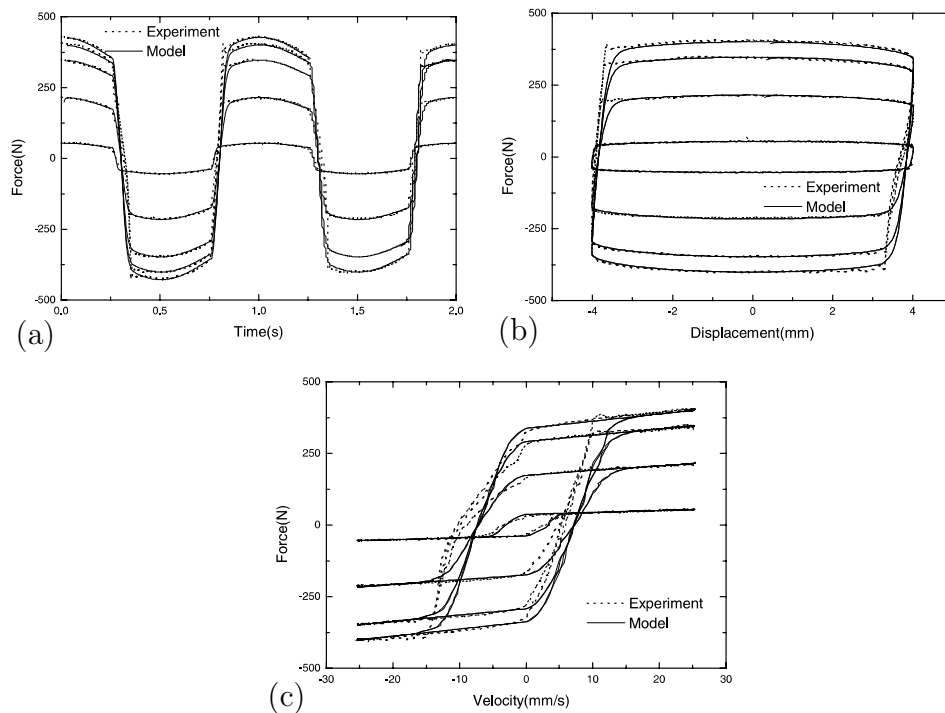 500
250
0
-250
-500
Force(N)
Experiment
Model
0.0 0.5 1.0 1.5 2.0
Time(s)
(a)
500
250
0
-250
-500
Force(N)
Experiment
Model
-4 -2 0 2 4
Displacement(mm)
(b)
500
250
0
-250
-500
Force(N)
Experiment
Model
-30 -20 -10 0 10 20 30
Velocity(mm/s)
(c)